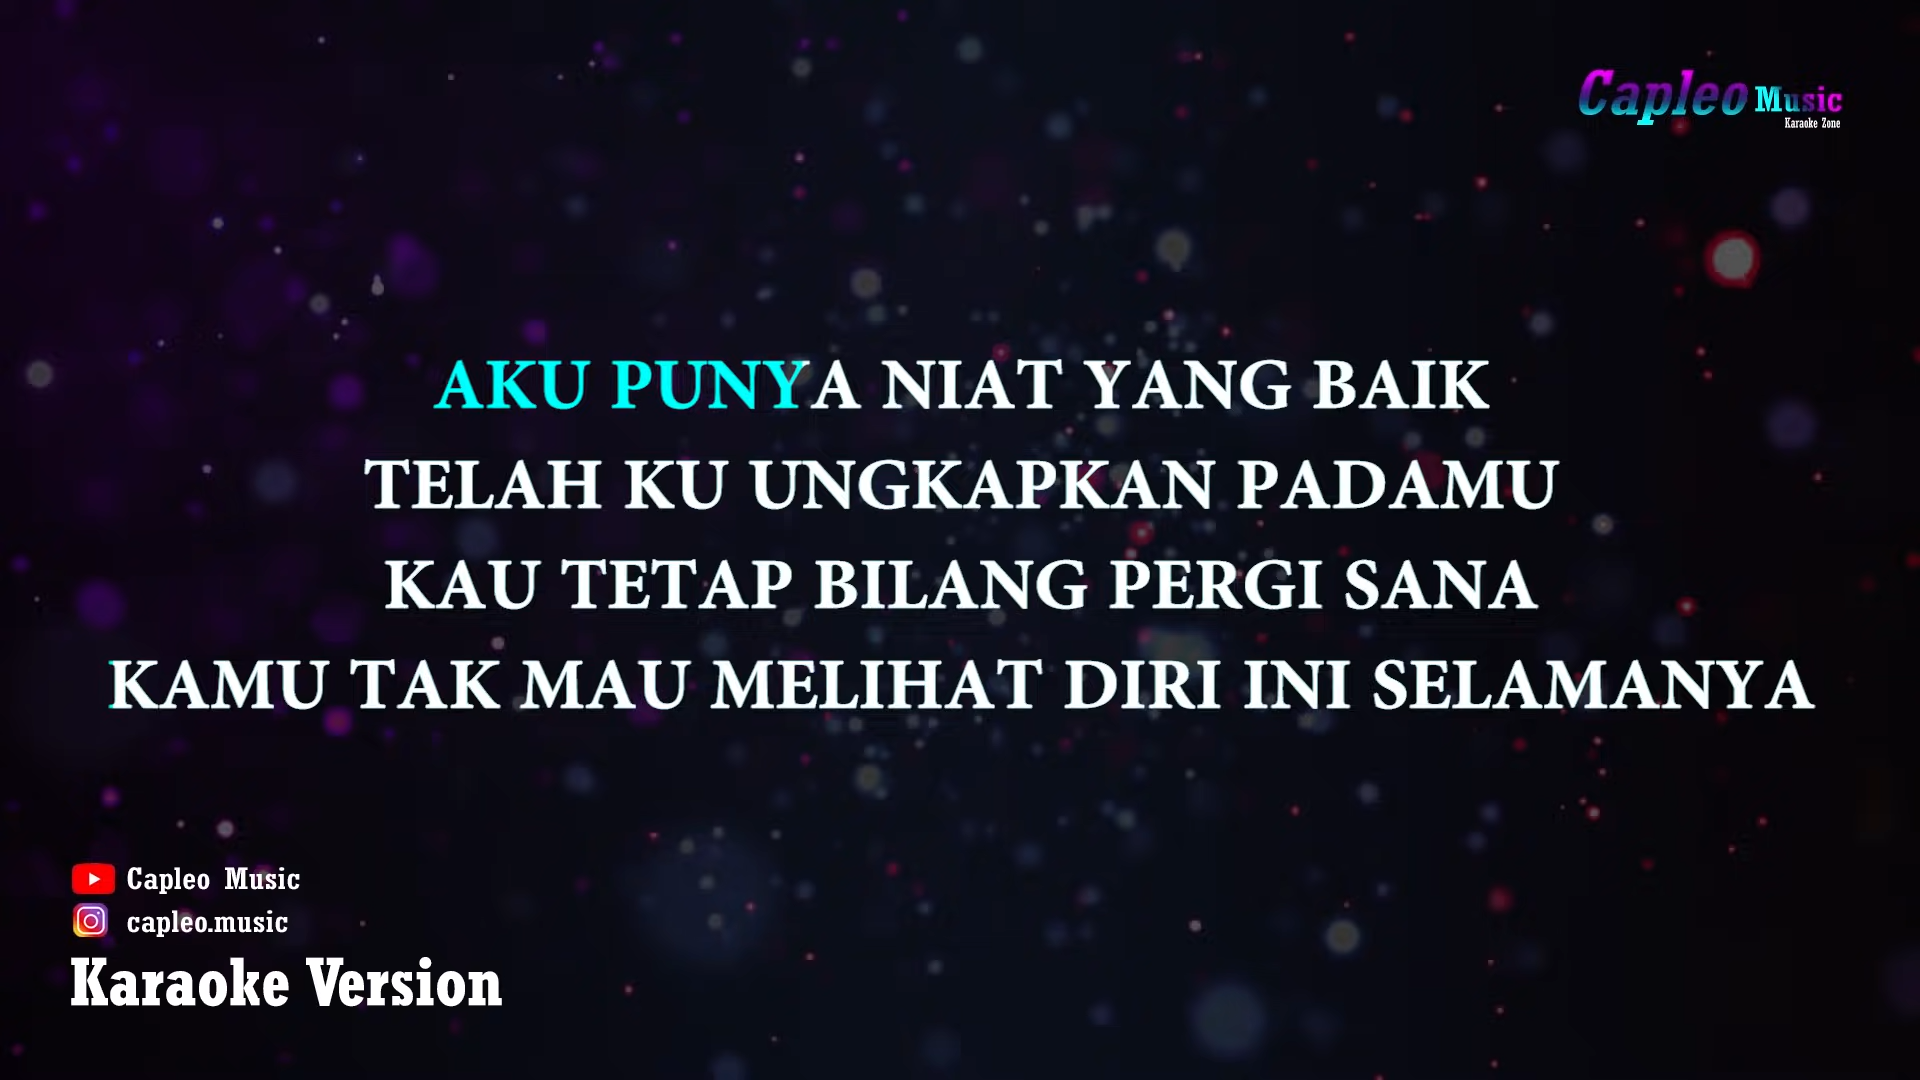 Capleo Music
Karaoke Zone
AKU PUNYA NIAT YANG BAIK
TELAH KU UNGKAPKAN PADAMU
KAU TETAP BILANG PERGI SANA
KAMU TAK MAU MELIHAT DIRI INI SELAMANYA
Capleo Music
capleo.music
Karaoke Version